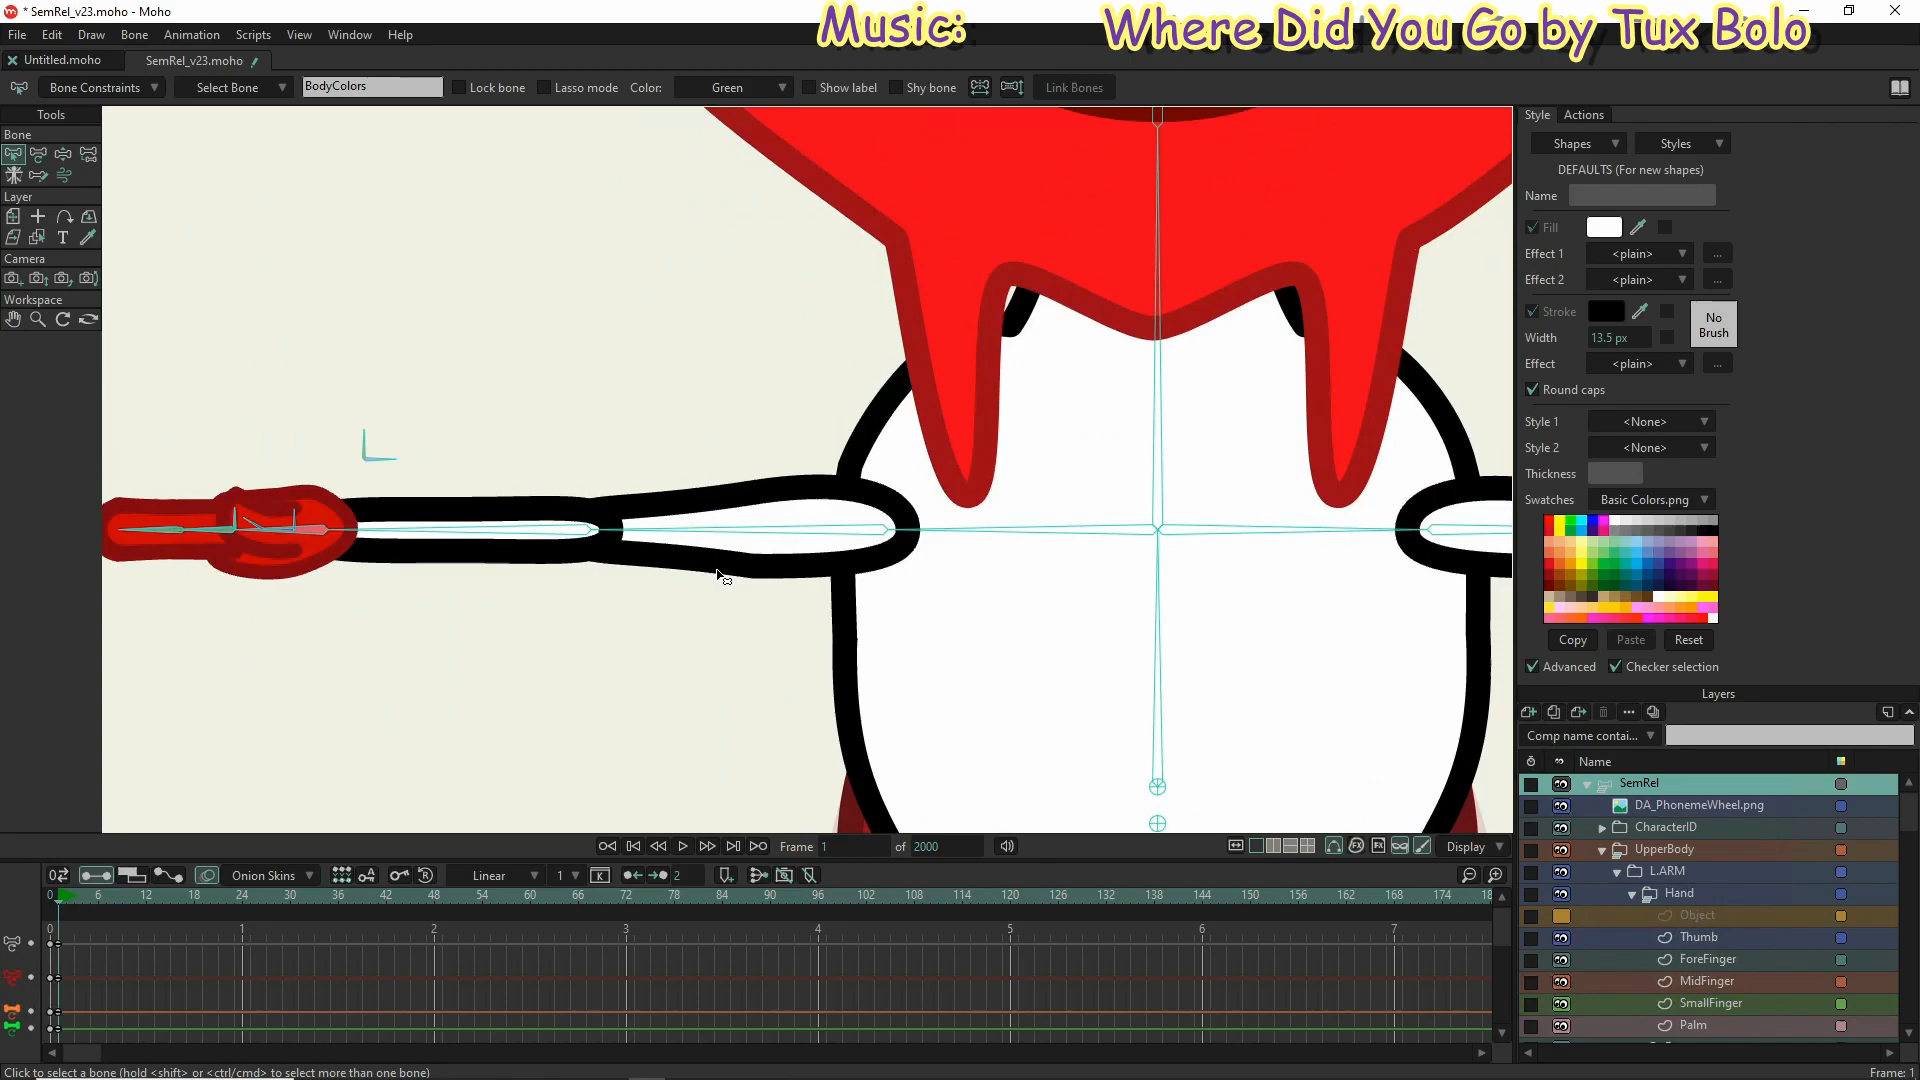 * SemRel_v23.moho - Moho
Music: Where Did You Go by Tux Bolo
File Edit Draw Bone Animation Scripts View Window Help
Untitled.moho SemRel_v23.moho
Bone Constraints Select Bone BodyColors Lock bone Lasso mode Color: Green Show label Shy bone Link Bones
Tools
Bone
Layer
Camera
Workspace
Style Actions
Shapes Styles
DEFAULTS (For new shapes)
Name
Fill
Effect 1 <plain> ...
Effect 2 <plain> ...
Stroke
No Brush
Width 13.5 px
Effect <plain> ...
Round caps
Style 1 <None>
Style 2 <None>
Thickness
Swatches Basic Colors.png
Copy Paste Reset
Advanced Checker selection
Layers
Comp name contai...
Name
SemRel
DA_PhonemeWheel.png
CharacterID
UpperBody
L.ARM
Hand
Object
Thumb
ForeFinger
MidFinger
SmallFinger
Palm
Frame 1 of 2000 Display
Onion Skins Linear 1 2
0 6 12 18 24 30 36 42 48 54 60 66 72 78 84 90 96 102 108 114 120 126 132 138 144 150 156 162 168 174 18
0 1 2 3 4 5 6 7
Click to select a bone (hold <shift> or <ctrl/cmd> to select more than one bone) Frame: 1